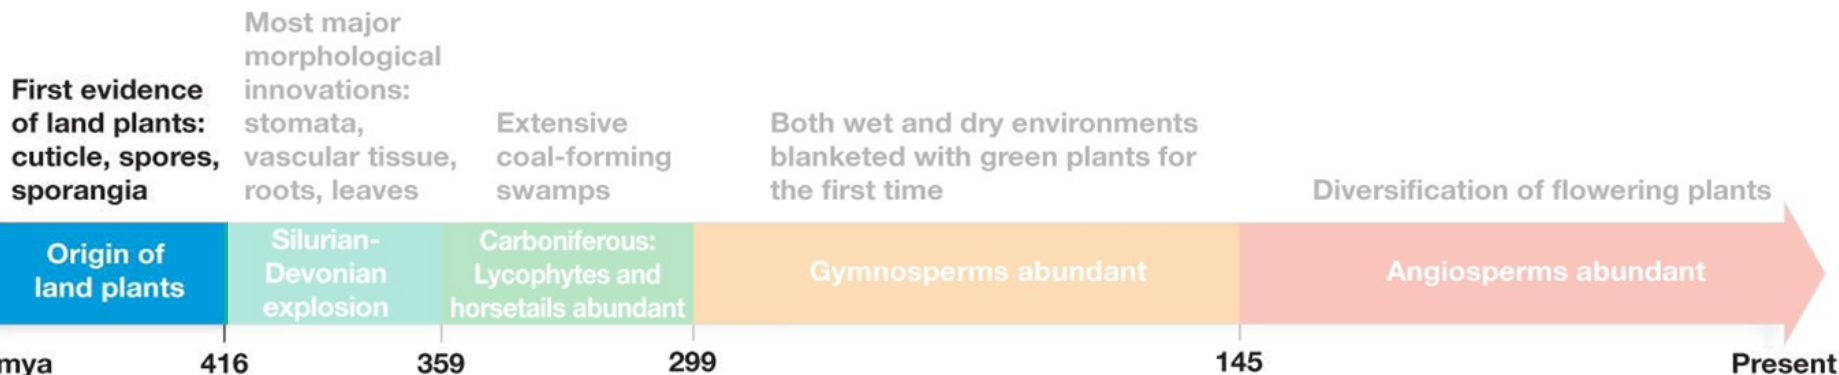 First evidence
of land plants:
cuticle, spores,
sporangia
Most major
morphological
innovations:
stomata,
vascular tissue,
roots, leaves
Extensive
coal-forming
swamps
Both wet and dry environments
blanketed with green plants for
the first time
Diversification of flowering plants
Origin of
land plants
Silurian-
Devonian
explosion
Carboniferous:
Lycophytes and
horsetails abundant
Gymnosperms abundant
Angiosperms abundant
mya
416
359
299
145
Present